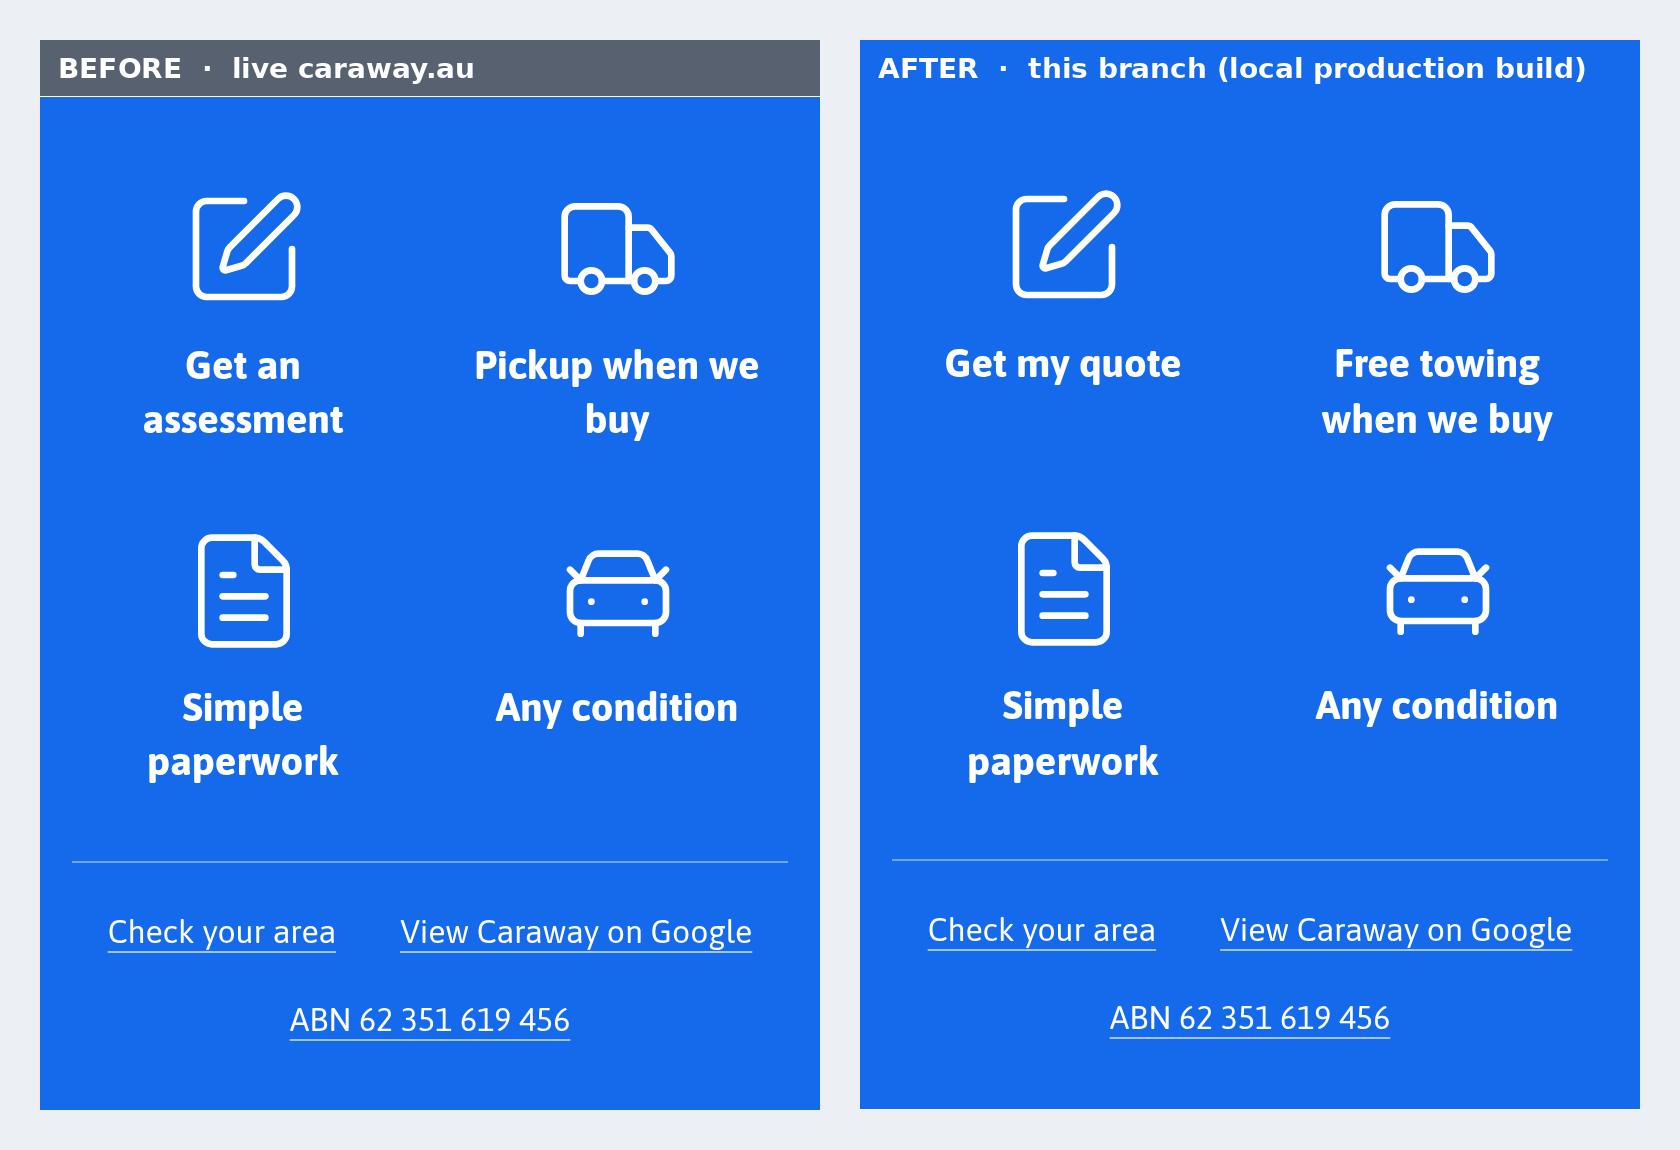 BEFORE · live caraway.au
Get an
assessment
Pickup when we
buy
Simple
paperwork
Any condition
Check your area
View Caraway on Google
ABN 62 351 619 456
AFTER · this branch (local production build)
Get my quote
Free towing
when we buy
Simple
paperwork
Any condition
Check your area
View Caraway on Google
ABN 62 351 619 456